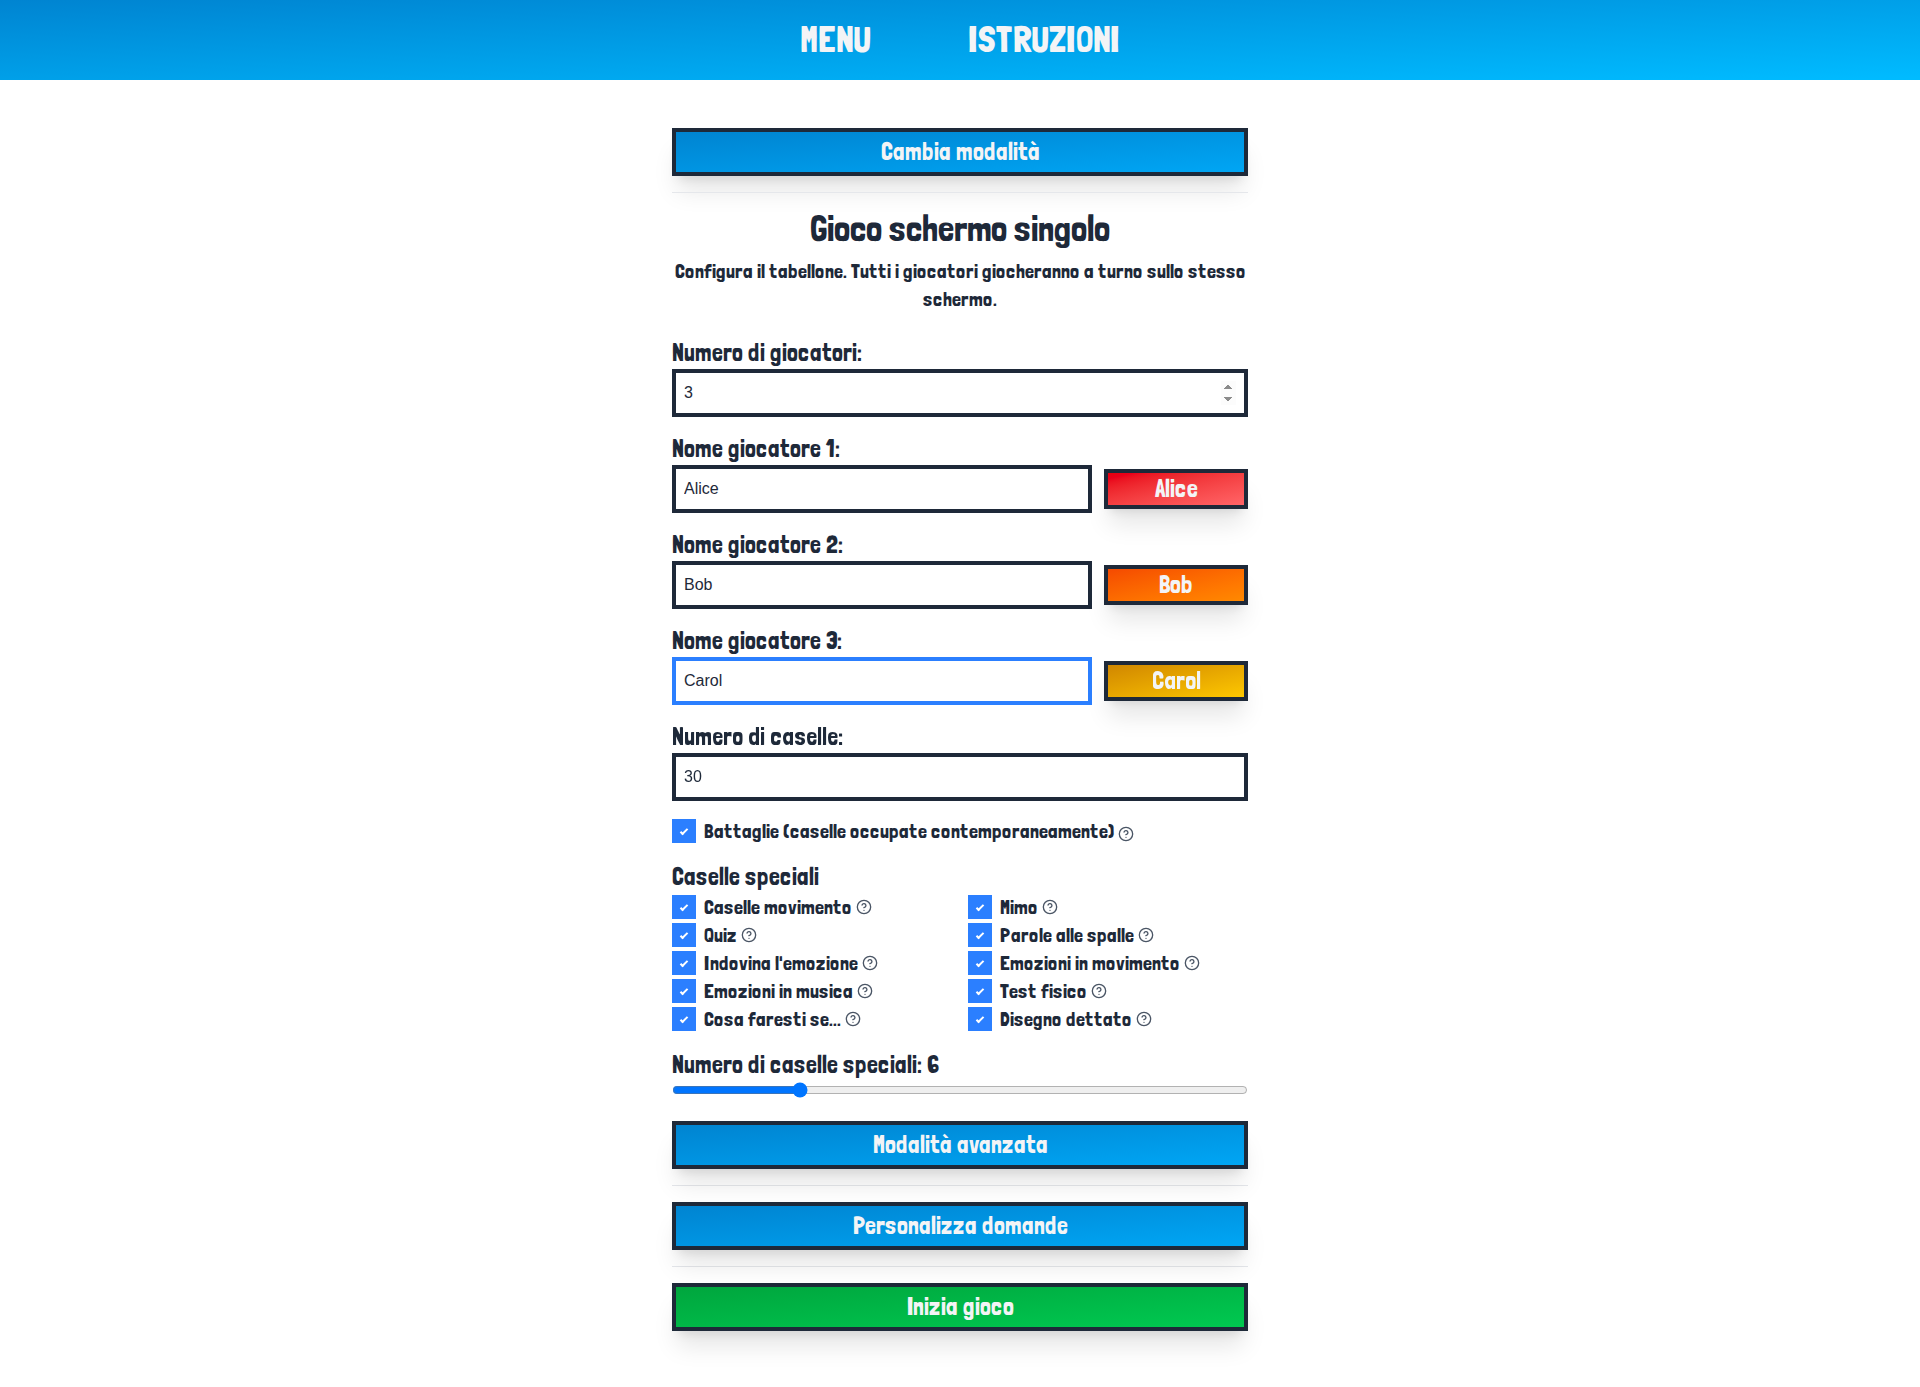 MENU
ISTRUZIONI
Cambia modalità
Gioco schermo singolo
Configura il tabellone. Tutti i giocatori giocheranno a turno sullo stesso
schermo.
Numero di giocatori:
3
Nome giocatore 1:
Alice
Alice
Nome giocatore 2:
Bob
Bob
Nome giocatore 3:
Carol
Carol
Numero di caselle:
30
Battaglie (caselle occupate contemporaneamente)
Caselle speciali
Caselle movimento
Mimo
Quiz
Parole alle spalle
Indovina l'emozione
Emozioni in movimento
Emozioni in musica
Test fisico
Cosa faresti se...
Disegno dettato
Numero di caselle speciali: 6
Modalità avanzata
Personalizza domande
Inizia gioco